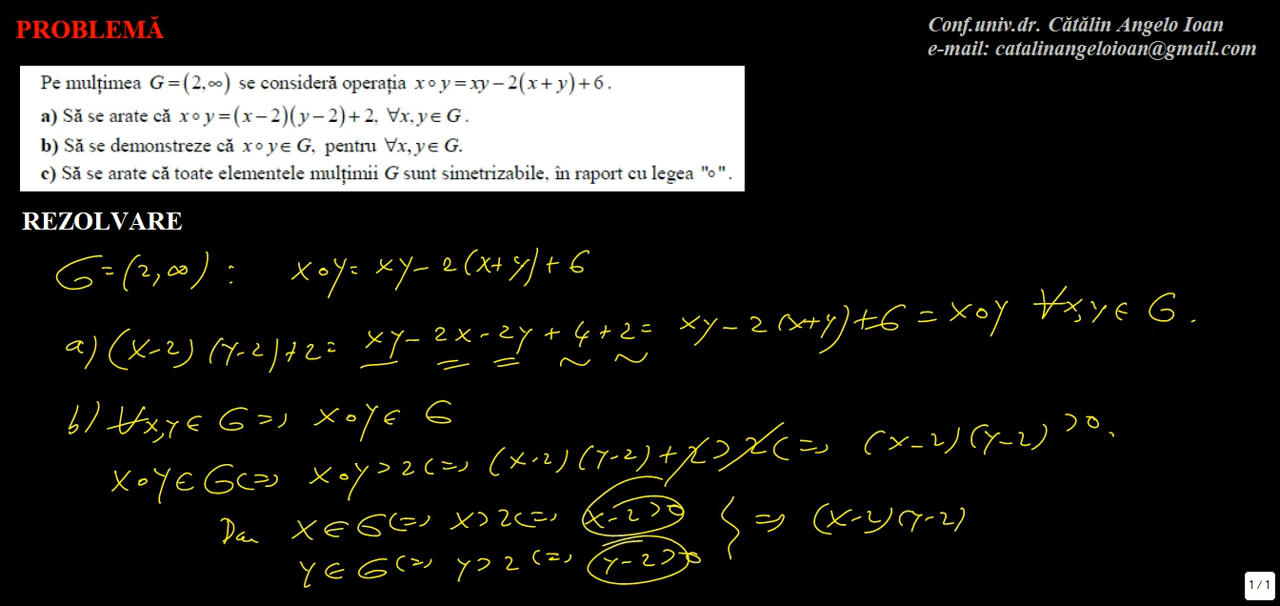 PROBLEMĂ
Conf.univ.dr. Cătălin Angelo Ioan
e-mail: catalinangeloioan@gmail.com
Pe mulțimea G=(2,∞) se consideră operația x∘y=xy−2(x+y)+6.
a) Să se arate că x∘y=(x−2)(y−2)+2, ∀x,y∈G.
b) Să se demonstreze că x∘y∈G, pentru ∀x,y∈G.
c) Să se arate că toate elementele mulțimii G sunt simetrizabile, în raport cu legea "∘".
REZOLVARE
G=(2,∞): x∘y=xy−2(x+y)+6
a) (x−2)(y−2)+2= xy−2x−2y+4+2= xy−2(x+y)+6=x∘y ∀x,y∈G.
b) ∀x,y∈G => x∘y∈G
x∘y∈G<=> x∘y>2<=> (x−2)(y−2)+2>2<=> (x−2)(y−2)>0.
Dar x∈G<=> x>2<=> x−2>0 } => (x−2)(y−2)
y∈G<=> y>2<=> y−2>0
1/1